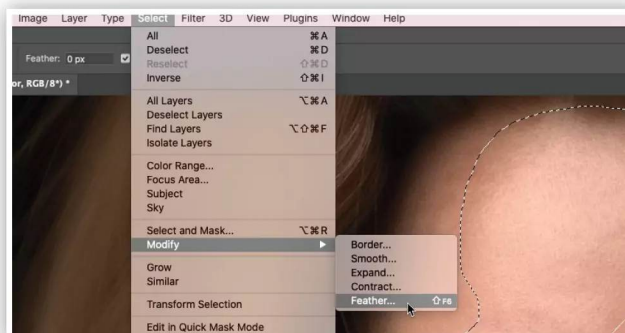 Image Layer Type Select Filter 3D View Plugins Window Help
Feather: 0 px
or, RGB/8*) *
All ⌘A
Deselect ⌘D
Reselect ⇧⌘D
Inverse ⇧⌘I
All Layers ⌥⌘A
Deselect Layers
Find Layers ⌥⇧⌘F
Isolate Layers
Color Range...
Focus Area...
Subject
Sky
Select and Mask... ⌥⌘R
Modify ▶
Border...
Smooth...
Expand...
Contract...
Feather... ⇧F6
Grow
Similar
Transform Selection
Edit in Quick Mask Mode